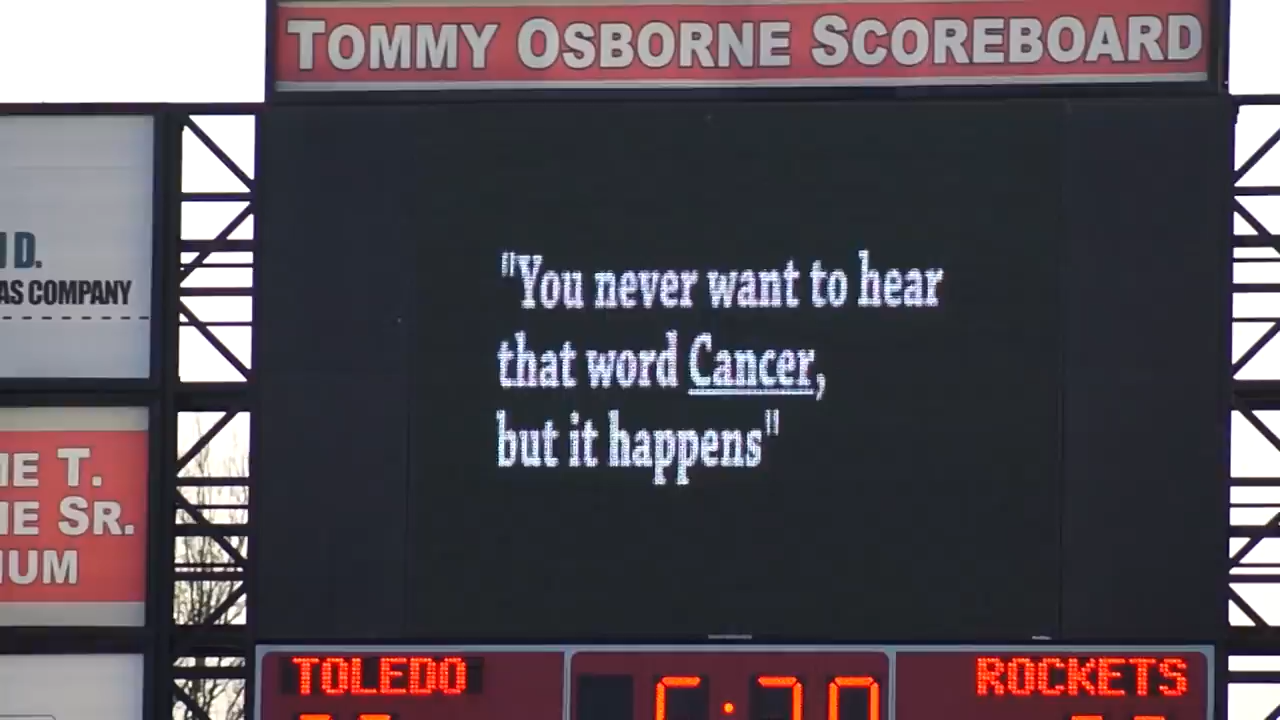 TOMMY OSBORNE SCOREBOARD
D.
AS COMPANY
"You never want to hear
that word Cancer,
but it happens"
ME T.
SR.
TOLEDO
ROCKETS